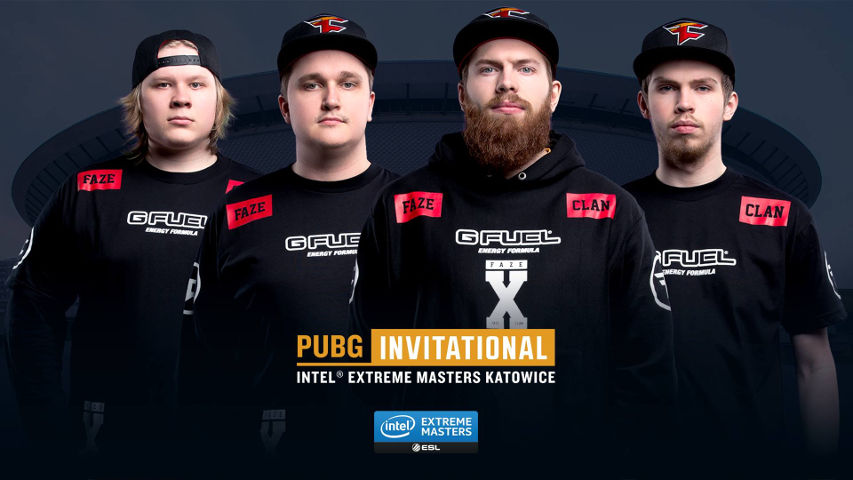 FAZE
FAZE
FAZE
CLAN
CLAN
G FUEL
ENERGY FORMULA
G FUEL
ENERGY FORMULA
G FUEL®
ENERGY FORMULA
FUEL
ENERGY FORMULA
FAZE
X
PUBG INVITATIONAL
INTEL® EXTREME MASTERS KATOWICE
intel EXTREME MASTERS
ESL
FAZE
X